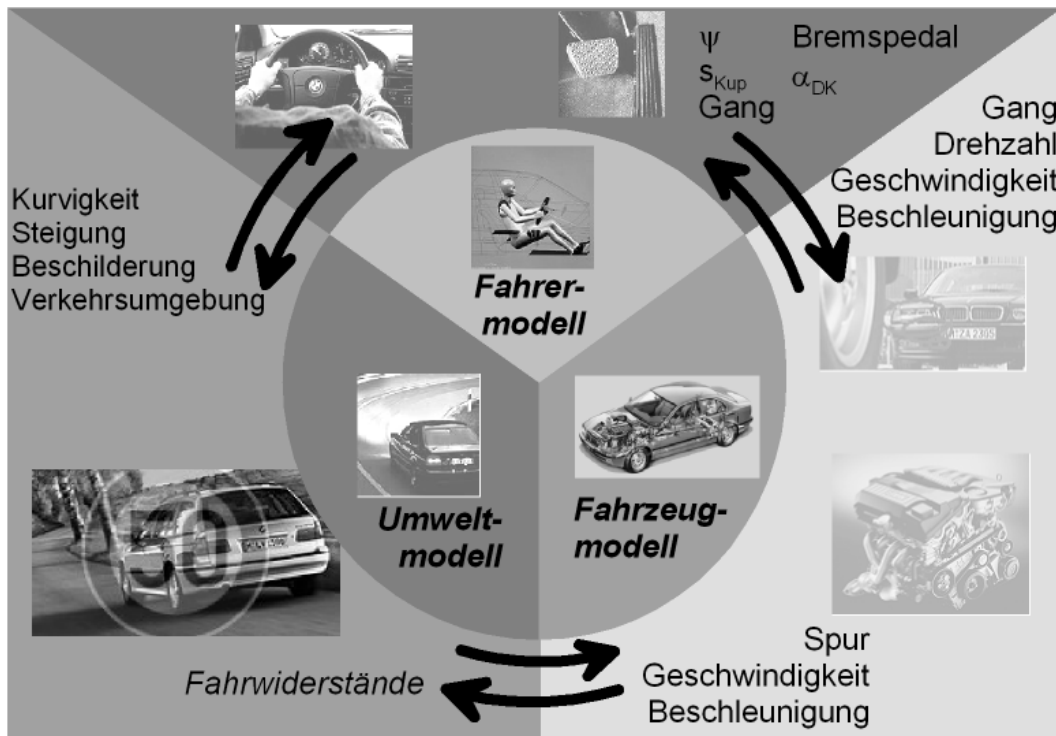 ψ Bremspedal
s_Kup α_DK
Gang
Gang
Drehzahl
Geschwindigkeit
Beschleunigung
Kurvigkeit
Steigung
Beschilderung
Verkehrsumgebung
Fahrer-
modell
Umwelt-
modell
Fahrzeug-
modell
50
Fahrwiderstände
Spur
Geschwindigkeit
Beschleunigung